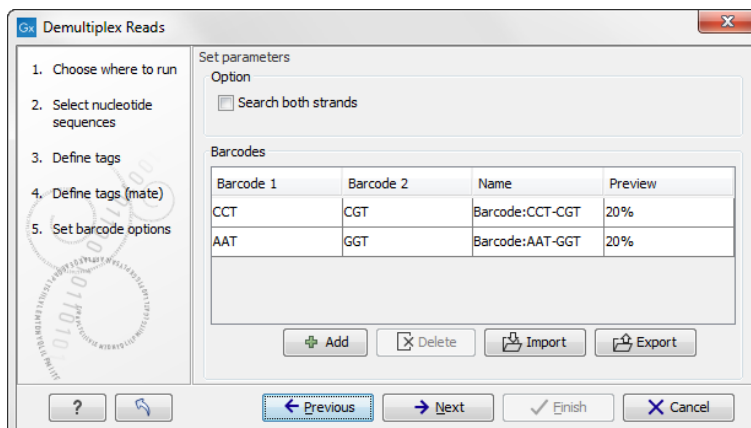 Gx Demultiplex Reads
1. Choose where to run
2. Select nucleotide
sequences
3. Define tags
4. Define tags (mate)
5. Set barcode options
Set parameters
Option
Search both strands
Barcodes
Barcode 1 Barcode 2 Name Preview
CCT CGT Barcode:CCT-CGT 20%
AAT GGT Barcode:AAT-GGT 20%
Add Delete Import Export
? Previous Next Finish Cancel